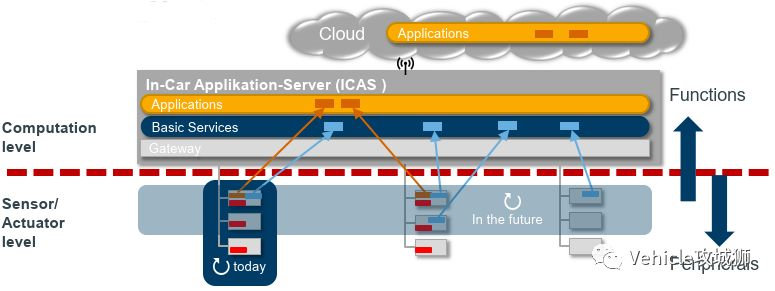 Cloud
Applications
In-Car Applikation-Server (ICAS )
Applications
Functions
Computation
level
Basic Services
Gateway
Sensor/
Actuator
level
In the future
today
Vehicle攻城狮
Peripherals